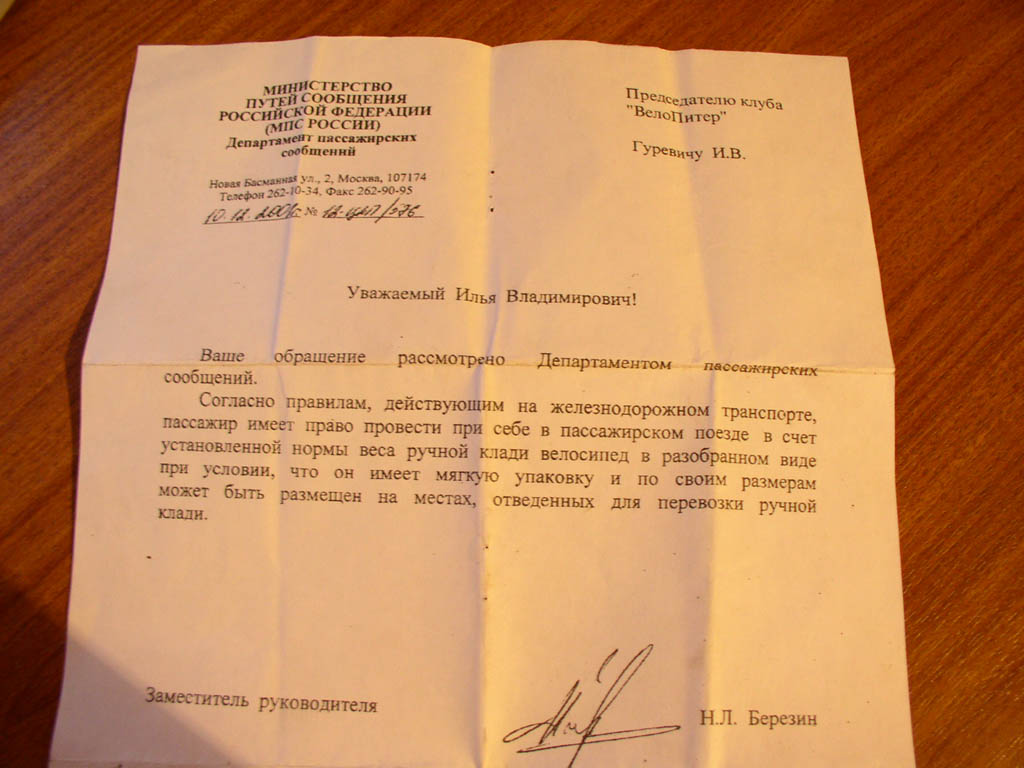 МИНИСТЕРСТВО
ПУТЕЙ СООБЩЕНИЯ
РОССИЙСКОЙ ФЕДЕРАЦИИ
(МПС РОССИИ)
Департамент пассажирских
сообщений
Новая Басманная ул., 2, Москва, 107174
Телефон 262-10-34, Факс 262-90-95
10.12. №
Председателю клуба
"ВелоПитер"
Гуревичу И.В.
Уважаемый Илья Владимирович!
Ваше обращение рассмотрено Департаментом пассажирских
сообщений.
Согласно правилам, действующим на железнодорожном транспорте,
пассажир имеет право провести при себе в пассажирском поезде в счет
установленной нормы веса ручной клади велосипед в разобранном виде
при условии, что он имеет мягкую упаковку и по своим размерам
может быть размещен на местах, отведенных для перевозки ручной
клади.
Заместитель руководителя
Н.Л. Березин